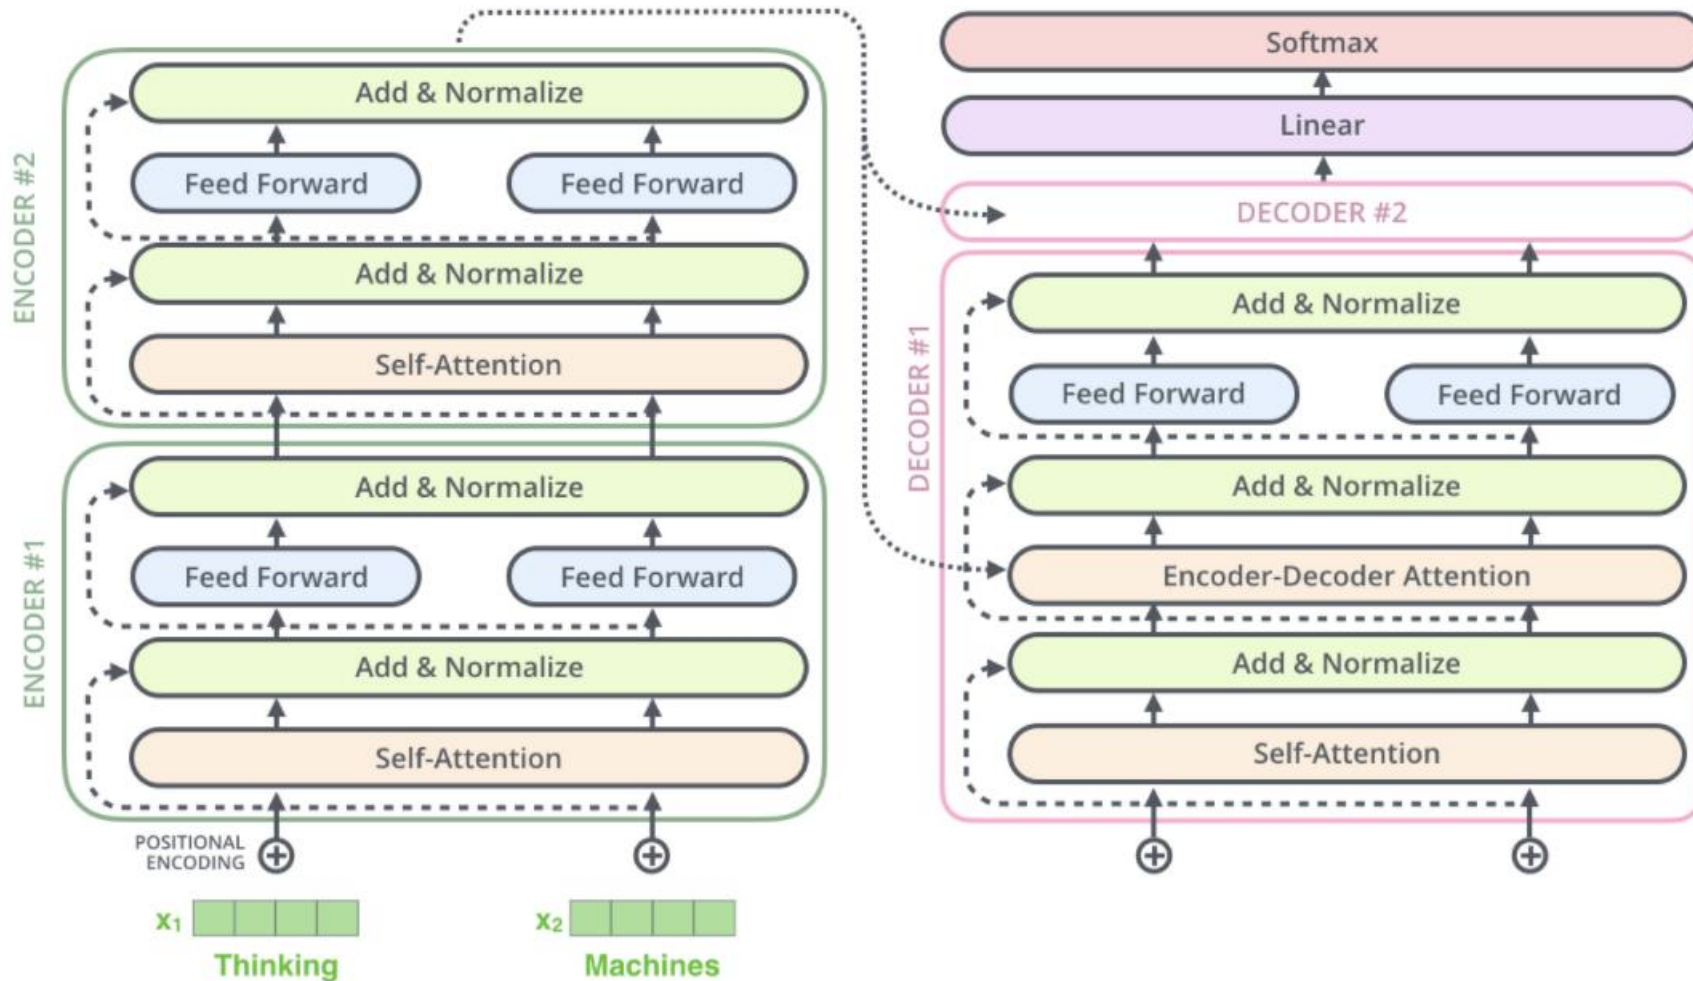 ENCODER #2
Add & Normalize
Feed Forward
Feed Forward
Add & Normalize
Self-Attention
ENCODER #1
Add & Normalize
Feed Forward
Feed Forward
Add & Normalize
Self-Attention
POSITIONAL
ENCODING
x₁
x₂
Thinking
Machines
Softmax
Linear
DECODER #2
DECODER #1
Add & Normalize
Feed Forward
Feed Forward
Add & Normalize
Encoder-Decoder Attention
Add & Normalize
Self-Attention